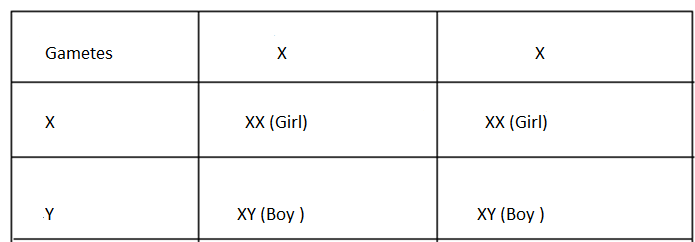 Gametes X X
X XX (Girl) XX (Girl)
Y XY (Boy ) XY (Boy )